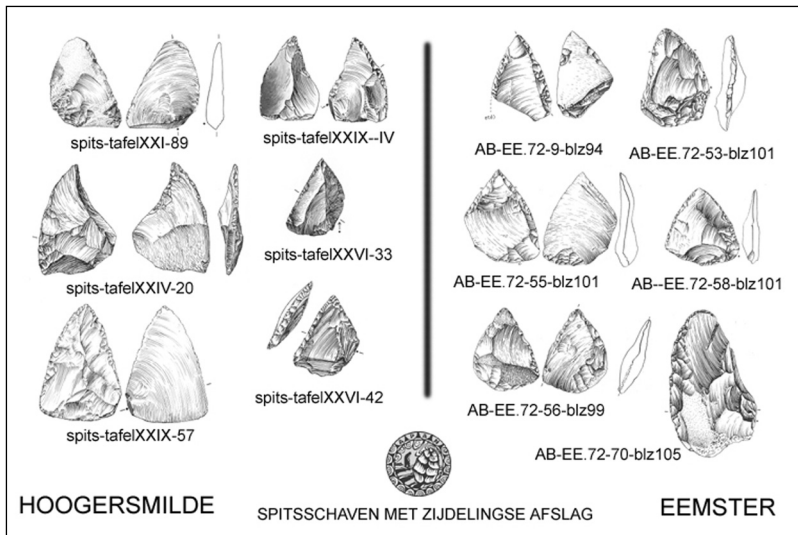 spits-tafelXXI-89
spits-tafelXXIX--IV
spits-tafelXXIV-20
spits-tafelXXVI-33
spits-tafelXXIX-57
spits-tafelXXVI-42
HOOGERSMILDE
AB-EE.72-9-blz94
AB-EE.72-53-blz101
AB-EE.72-55-blz101
AB--EE.72-58-blz101
AB-EE.72-56-blz99
AB-EE.72-70-blz105
EEMSTER
SPITSSCHAVEN MET ZIJDELINGSE AFSLAG